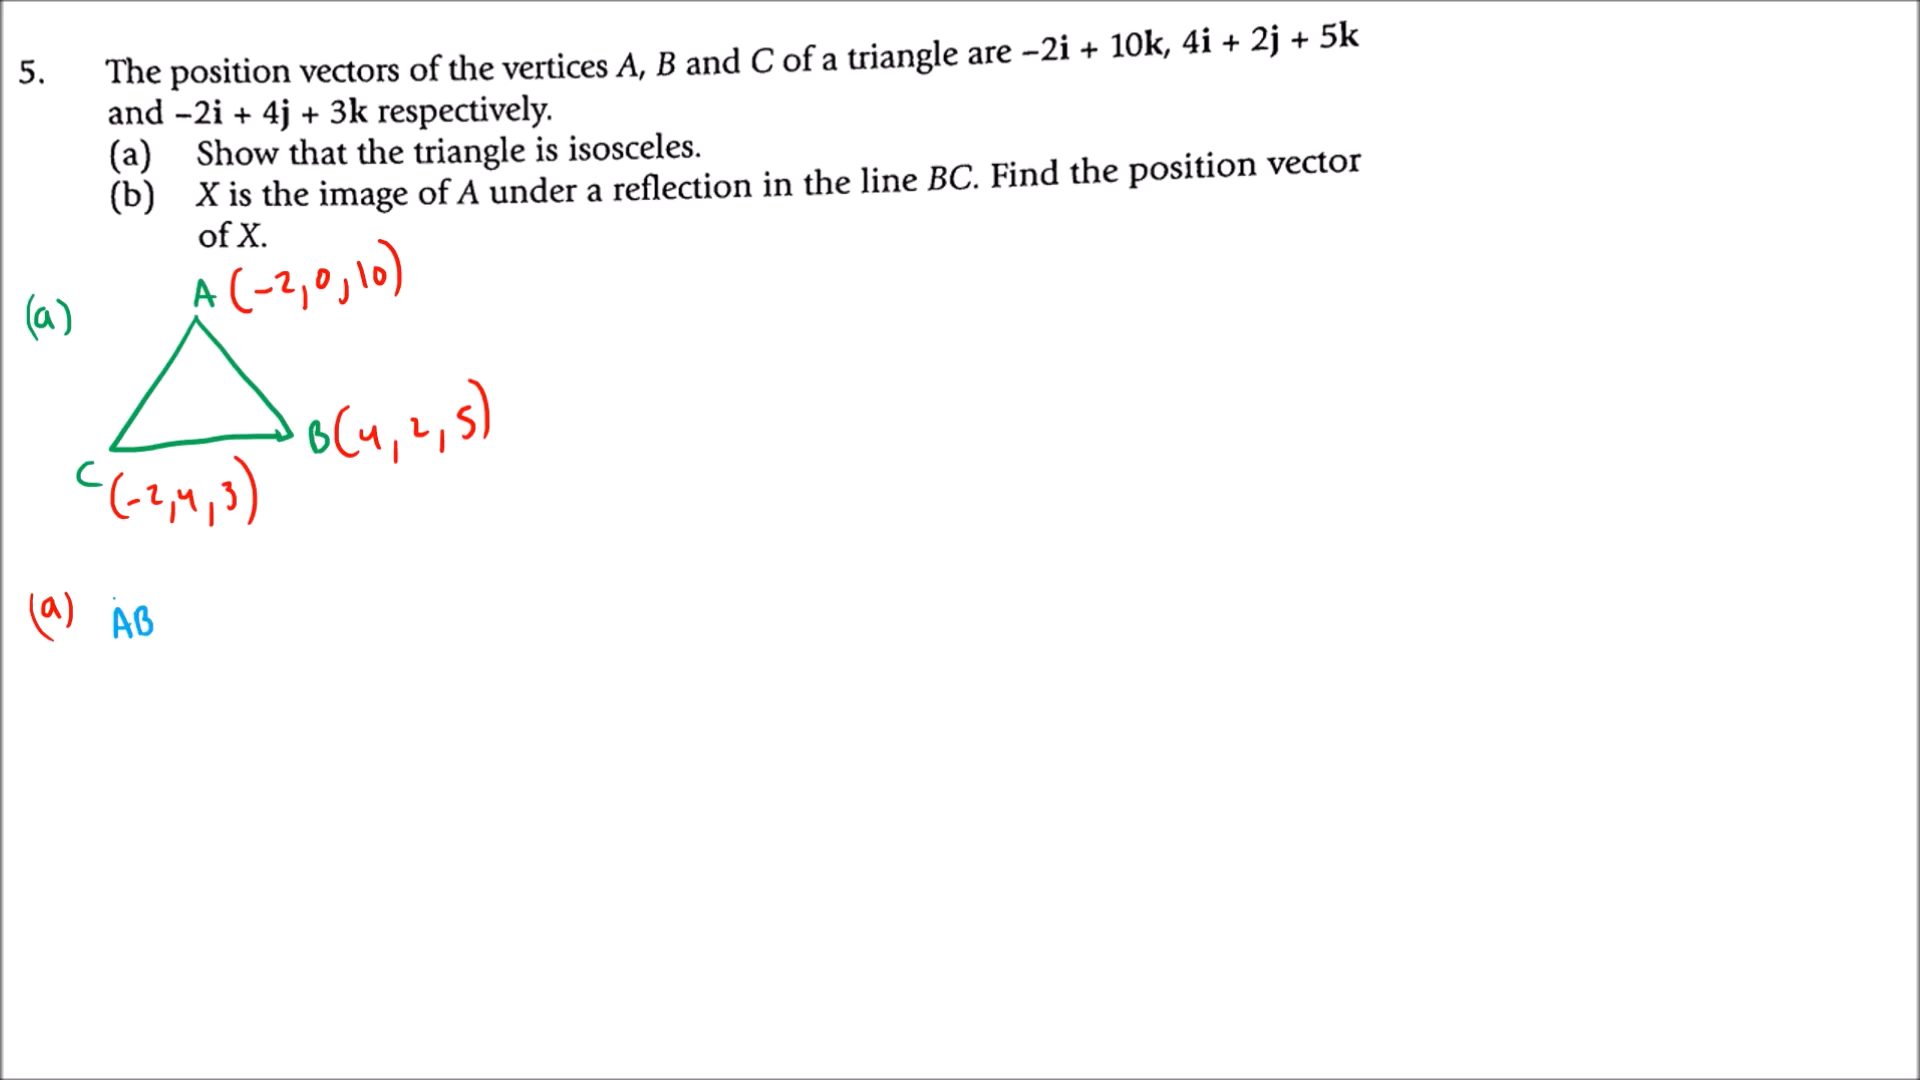 5. The position vectors of the vertices A, B and C of a triangle are −2i + 10k, 4i + 2j + 5k
and −2i + 4j + 3k respectively.
(a) Show that the triangle is isosceles.
(b) X is the image of A under a reflection in the line BC. Find the position vector
of X.
(a) A (-2, 0, 10)
B (4, 2, 5)
C (-2, 4, 3)
(a) AB